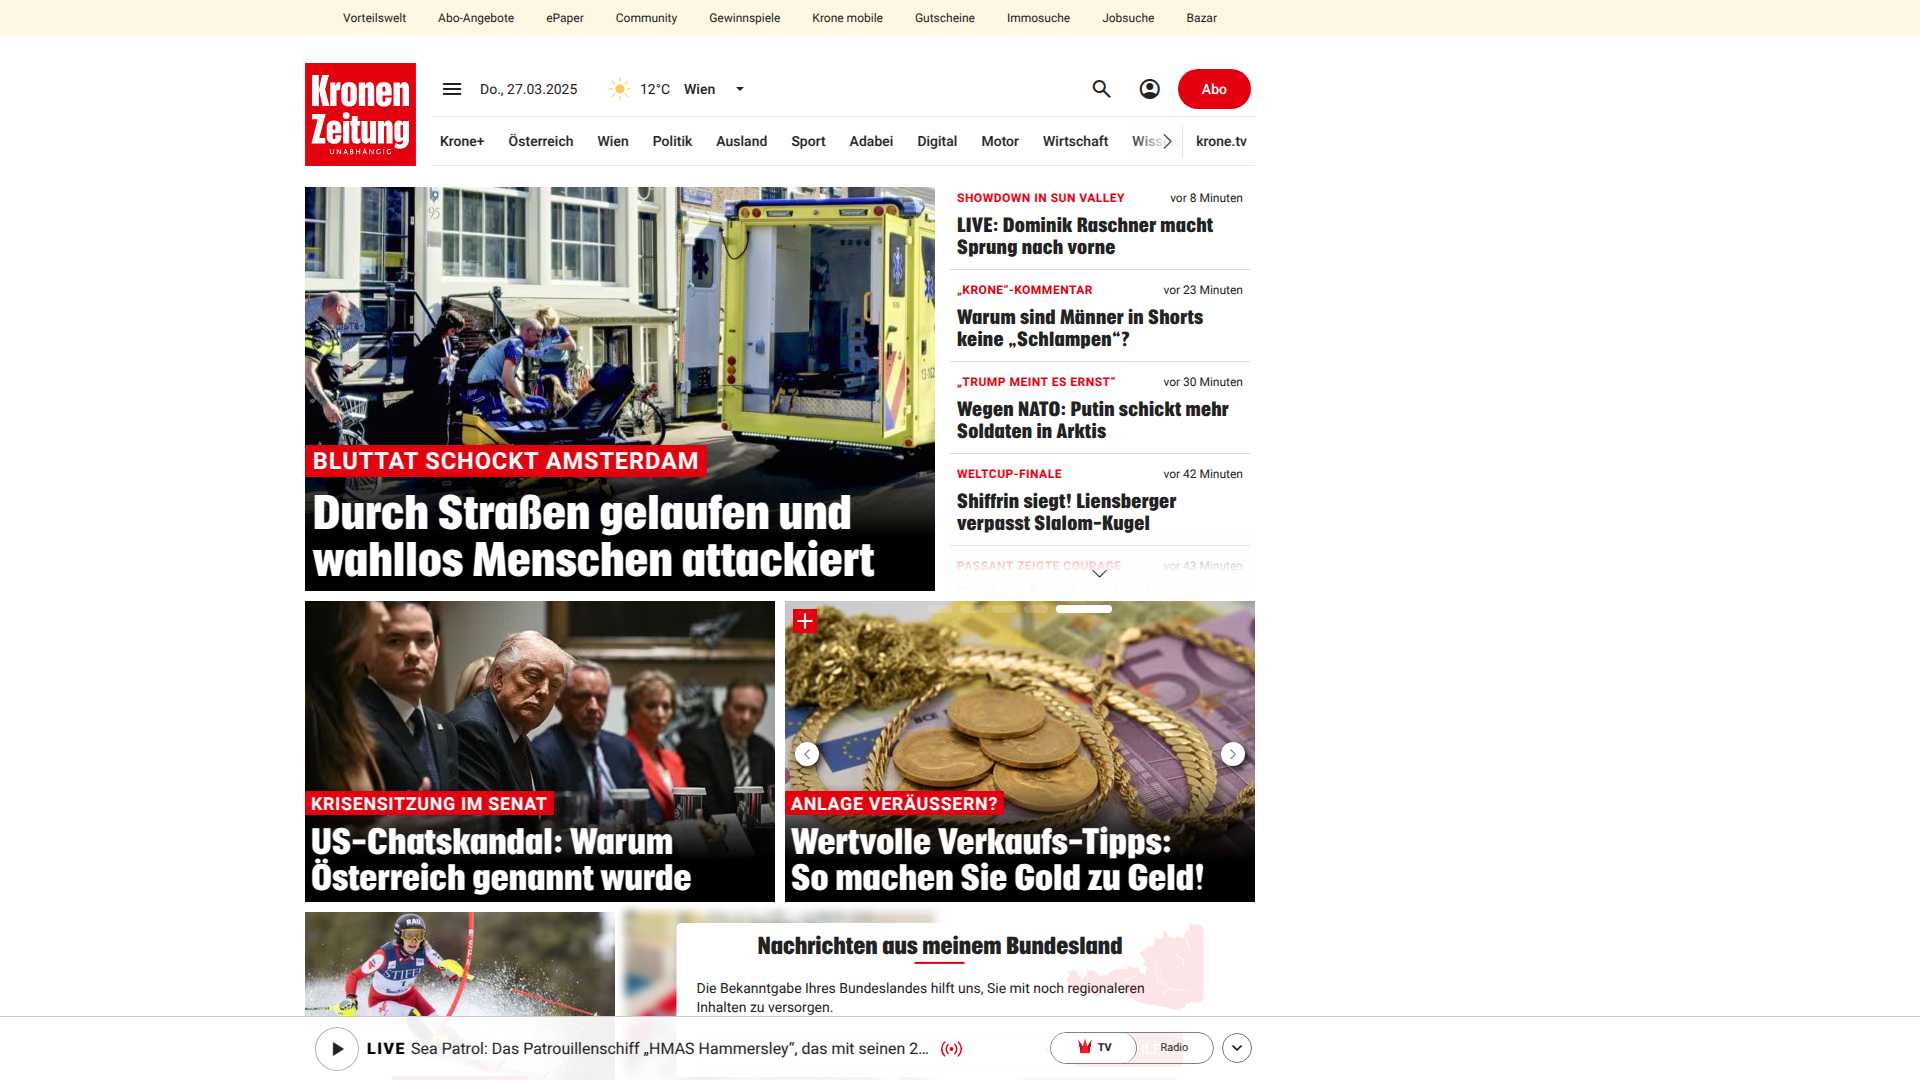 Vorteilswelt Abo-Angebote ePaper Community Gewinnspiele Krone mobile Gutscheine Immosuche Jobsuche Bazar
Kronen
Zeitung
UNABHÄNGIG
Do., 27.03.2025 12°C Wien
Abo
Krone+ Österreich Wien Politik Ausland Sport Adabei Digital Motor Wirtschaft Wiss krone.tv
BLUTTAT SCHOCKT AMSTERDAM
Durch Straßen gelaufen und
wahllos Menschen attackiert
SHOWDOWN IN SUN VALLEY vor 8 Minuten
LIVE: Dominik Raschner macht
Sprung nach vorne
„KRONE“-KOMMENTAR vor 23 Minuten
Warum sind Männer in Shorts
keine „Schlampen“?
„TRUMP MEINT ES ERNST“ vor 30 Minuten
Wegen NATO: Putin schickt mehr
Soldaten in Arktis
WELTCUP-FINALE vor 42 Minuten
Shiffrin siegt! Liensberger
verpasst Slalom-Kugel
PASSANT ZEIGTE COURAGE vor 43 Minuten
KRISENSITZUNG IM SENAT
US-Chatskandal: Warum
Österreich genannt wurde
ANLAGE VERÄUSSERN?
Wertvolle Verkaufs-Tipps:
So machen Sie Gold zu Geld!
Nachrichten aus meinem Bundesland
Die Bekanntgabe Ihres Bundeslandes hilft uns, Sie mit noch regionaleren
Inhalten zu versorgen.
LIVE Sea Patrol: Das Patrouillenschiff „HMAS Hammersley“, das mit seinen 2...
TV Radio